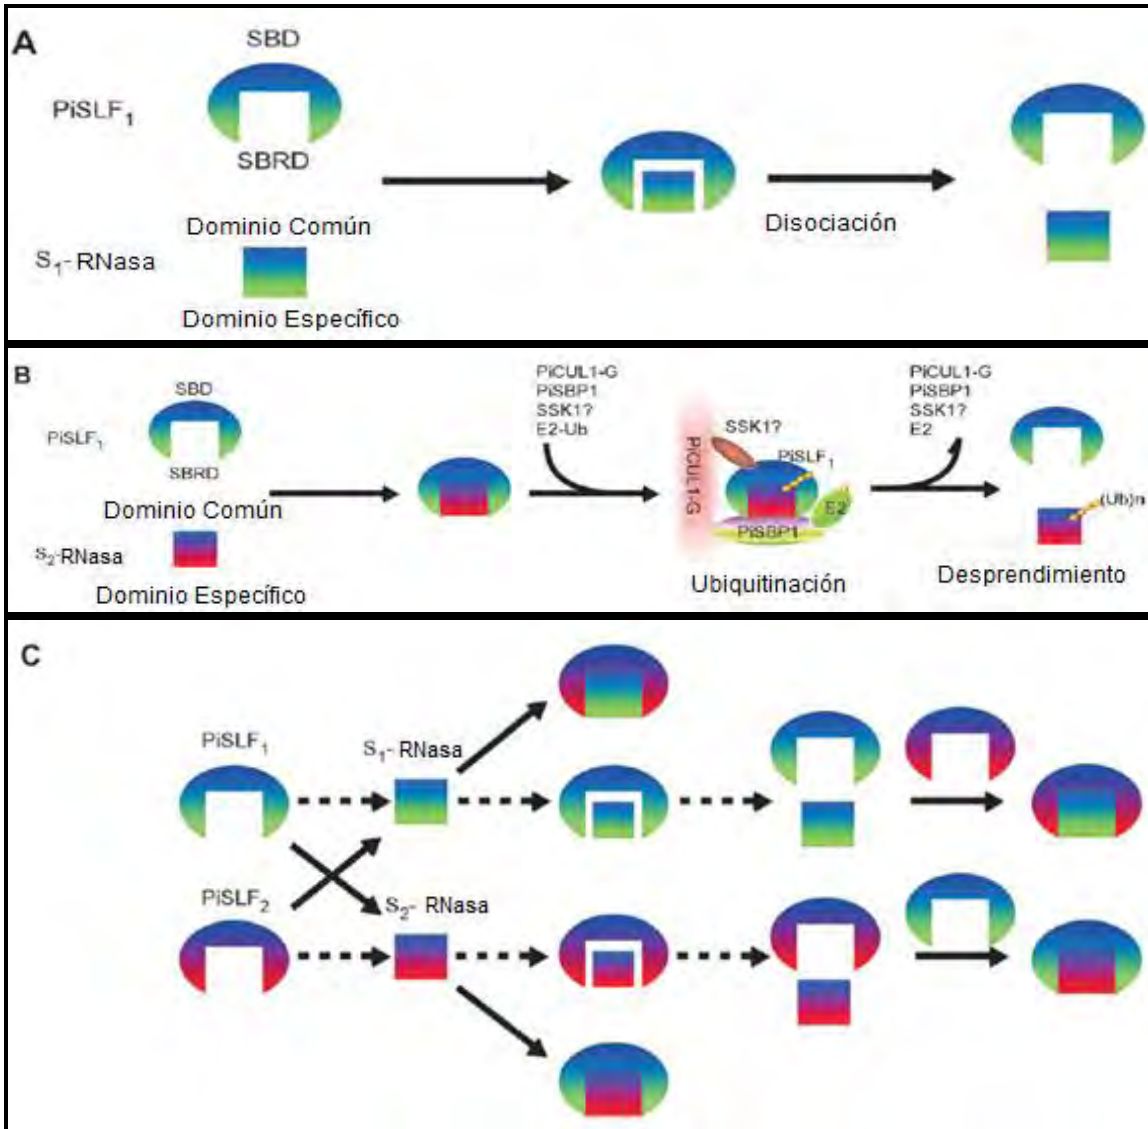 A
SBD
PiSLF1
SBRD
Dominio Común
S1-RNasa
Dominio Específico
Disociación
B
SBD
PiSLF1
SBRD
Dominio Común
S2-RNasa
Dominio Específico
PiCUL1-G
PiSBP1
SSK1?
E2-Ub
PiCUL1-G
SSK1?
PiSLF1
E2
PiSBP1
Ubiquitinación
PiCUL1-G
PiSBP1
SSK1?
E2
(Ub)n
Desprendimiento
C
PiSLF1
S1- RNasa
PiSLF2
S2- RNasa